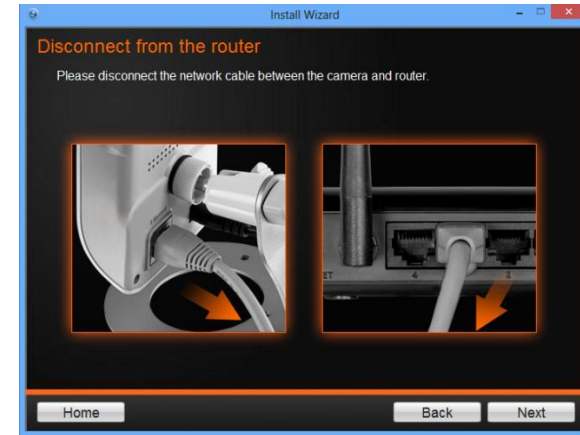 Install Wizard
Disconnect from the router
Please disconnect the network cable between the camera and router.
4
2
Home
Back
Next